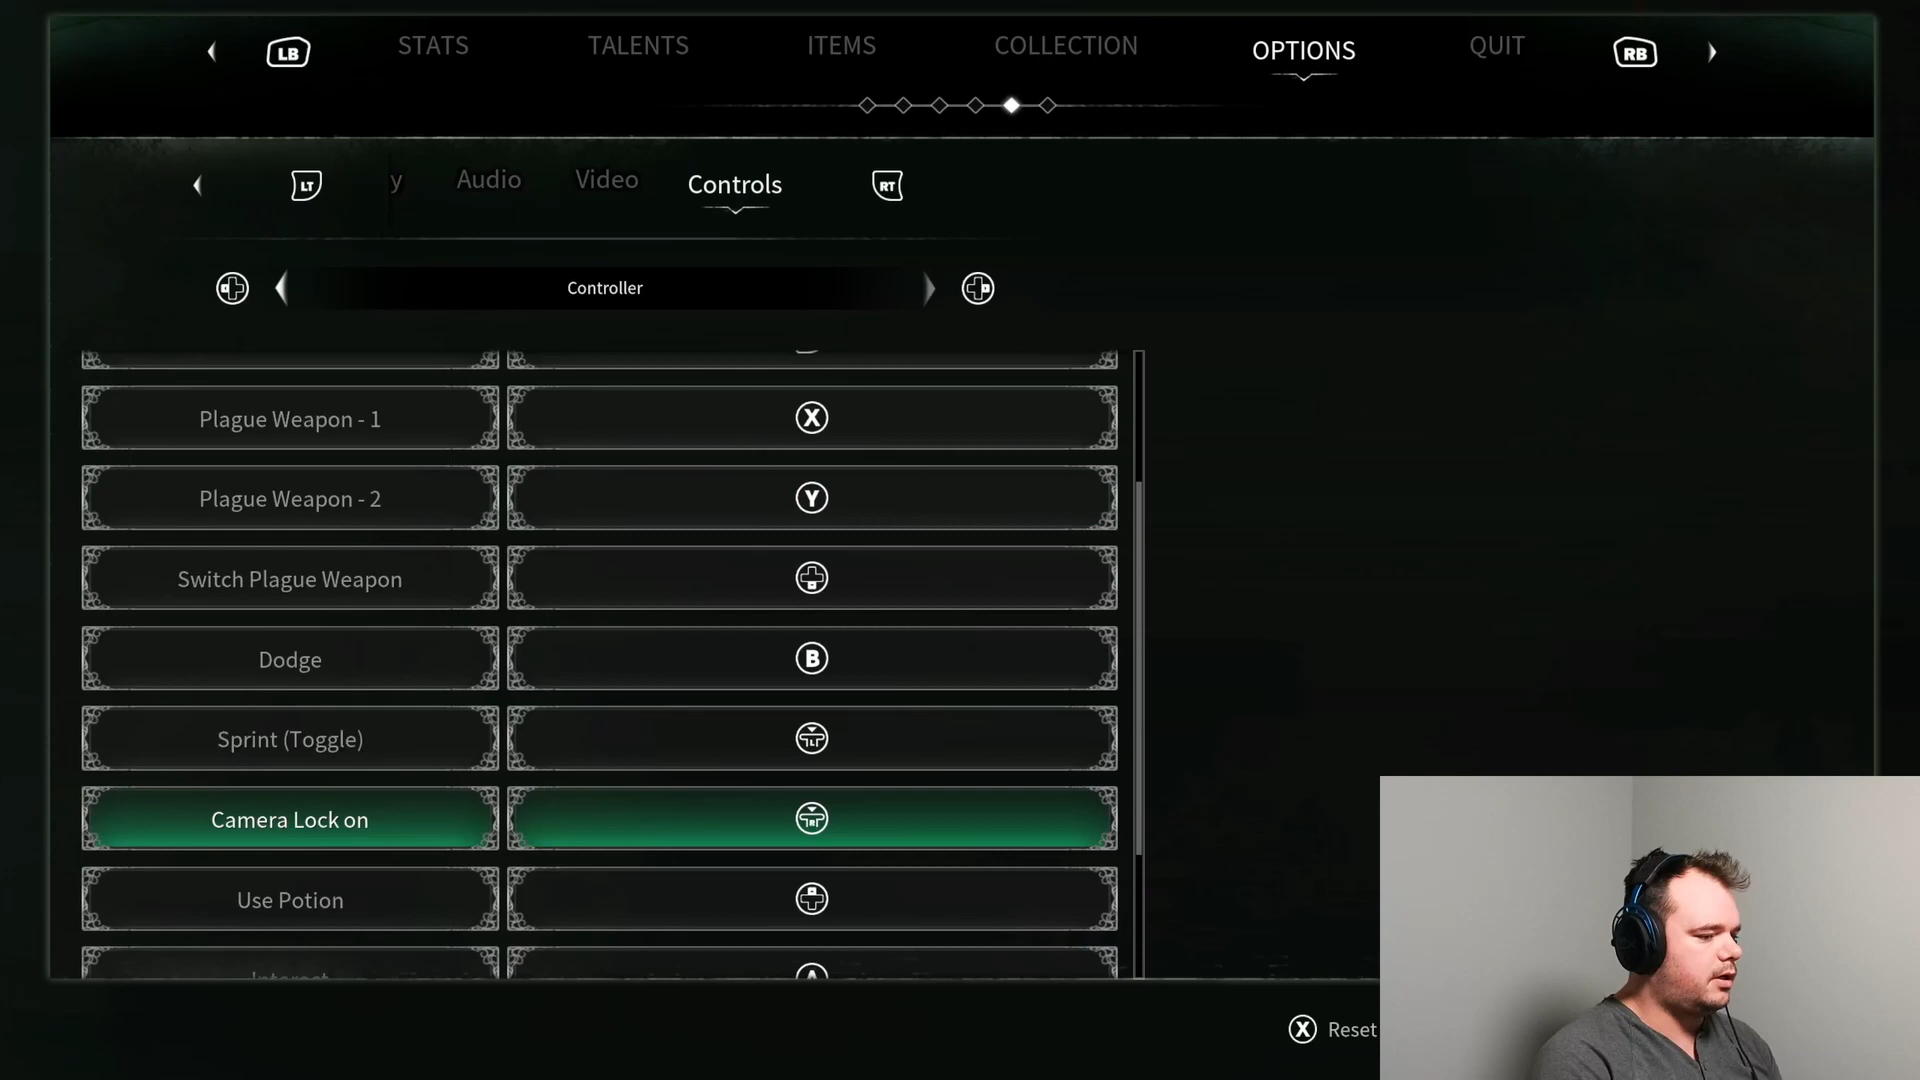 LB STATS TALENTS ITEMS COLLECTION OPTIONS QUIT RB
LT y Audio Video Controls RT
Controller
Plague Weapon - 1 X
Plague Weapon - 2 Y
Switch Plague Weapon
Dodge B
Sprint (Toggle) L
Camera Lock on R
Use Potion
Interact A
X Reset